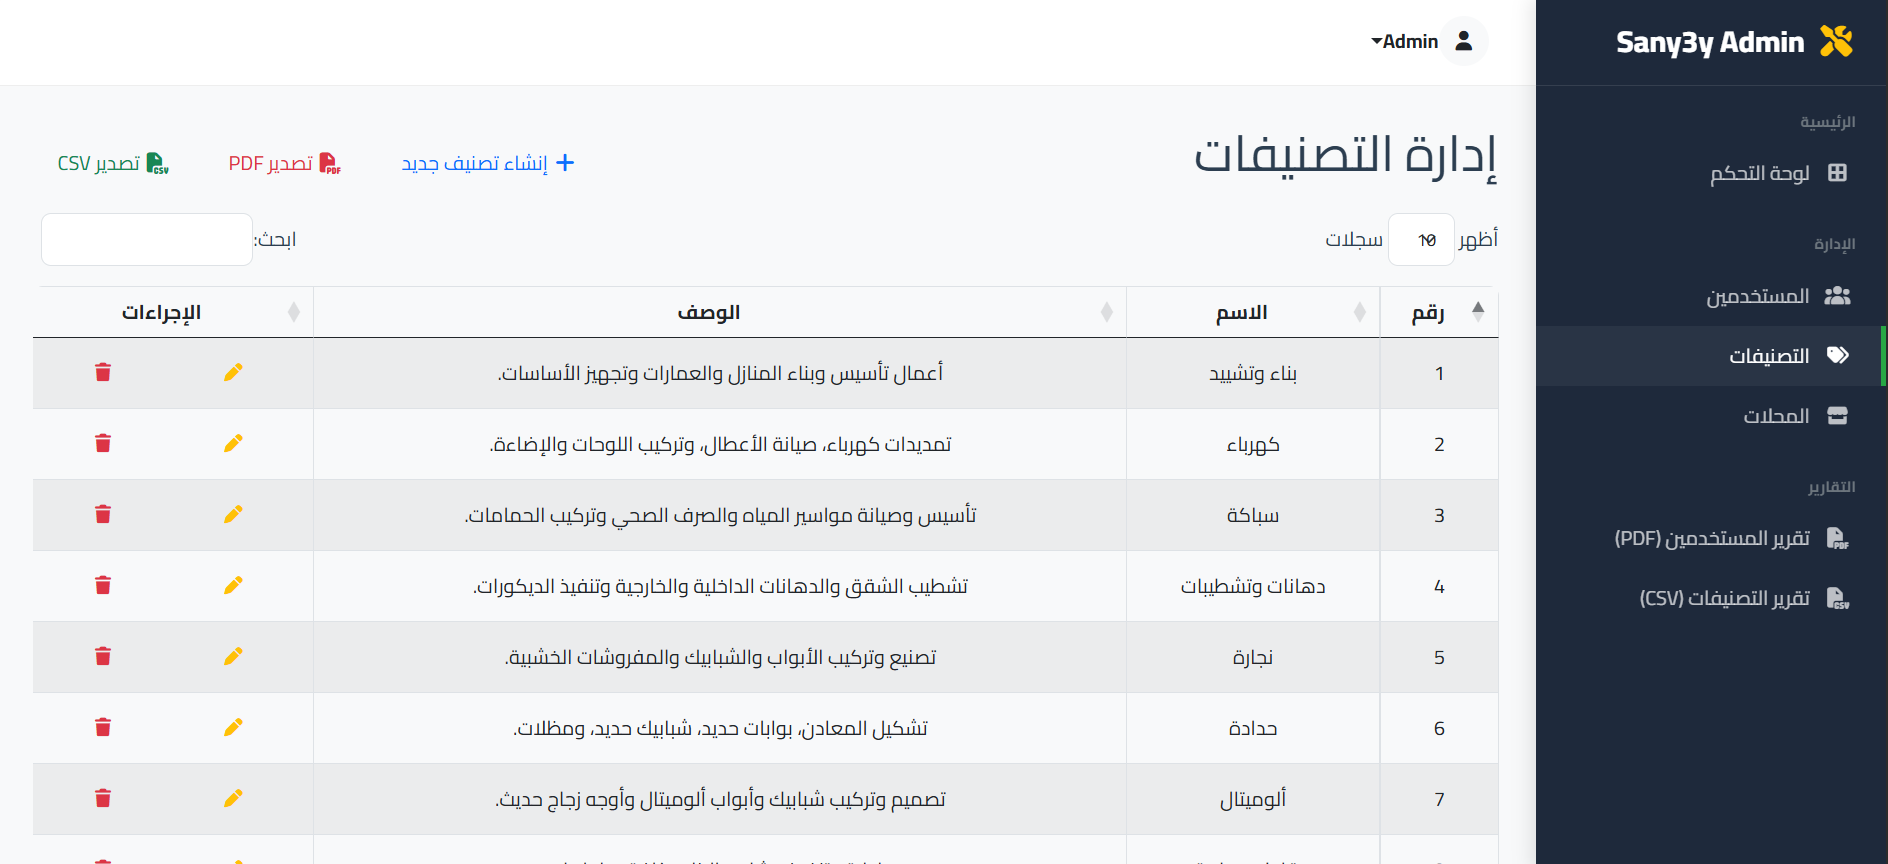 Sany3y Admin
الرئيسية
لوحة التحكم
الإدارة
المستخدمين
التصنيفات
المحلات
التقارير
تقرير المستخدمين (PDF)
تقرير التصنيفات (CSV)
Admin
إدارة التصنيفات
إنشاء تصنيف جديد
تصدير PDF
تصدير CSV
أظهر 10 سجلات
ابحث:
رقم الاسم الوصف الإجراءات
1 بناء وتشييد أعمال تأسيس وبناء المنازل والعمارات وتجهيز الأساسات.
2 كهرباء تمديدات كهرباء، صيانة الأعطال، وتركيب اللوحات والإضاءة.
3 سباكة تأسيس وصيانة مواسير المياه والصرف الصحي وتركيب الحمامات.
4 دهانات وتشطيبات تشطيب الشقق والدهانات الداخلية والخارجية وتنفيذ الديكورات.
5 نجارة تصنيع وتركيب الأبواب والشبابيك والمفروشات الخشبية.
6 حدادة تشكيل المعادن، بوابات حديد، شبابيك حديد، ومظلات.
7 ألوميتال تصميم وتركيب شبابيك وأبواب ألوميتال وأوجه زجاج حديث.